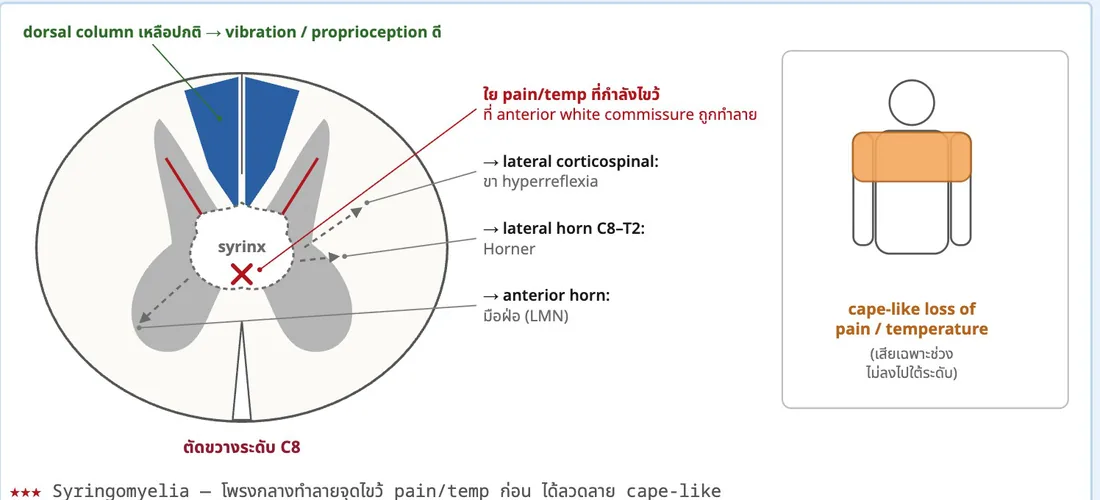 dorsal column เหลือปกติ → vibration / proprioception ดี
ใย pain/temp ที่กำลังไขว้
ที่ anterior white commissure ถูกทำลาย
→ lateral corticospinal:
ขา hyperreflexia
→ lateral horn C8–T2:
Horner
→ anterior horn:
มือฝ่อ (LMN)
syrinx
ตัดขวางระดับ C8
cape-like loss of
pain / temperature
(เสียเฉพาะช่วง
ไม่ลงไปใต้ระดับ)
★★★ Syringomyelia — โพรงกลางทำลายจุดไขว้ pain/temp ก่อน ได้ลวดลาย cape-like